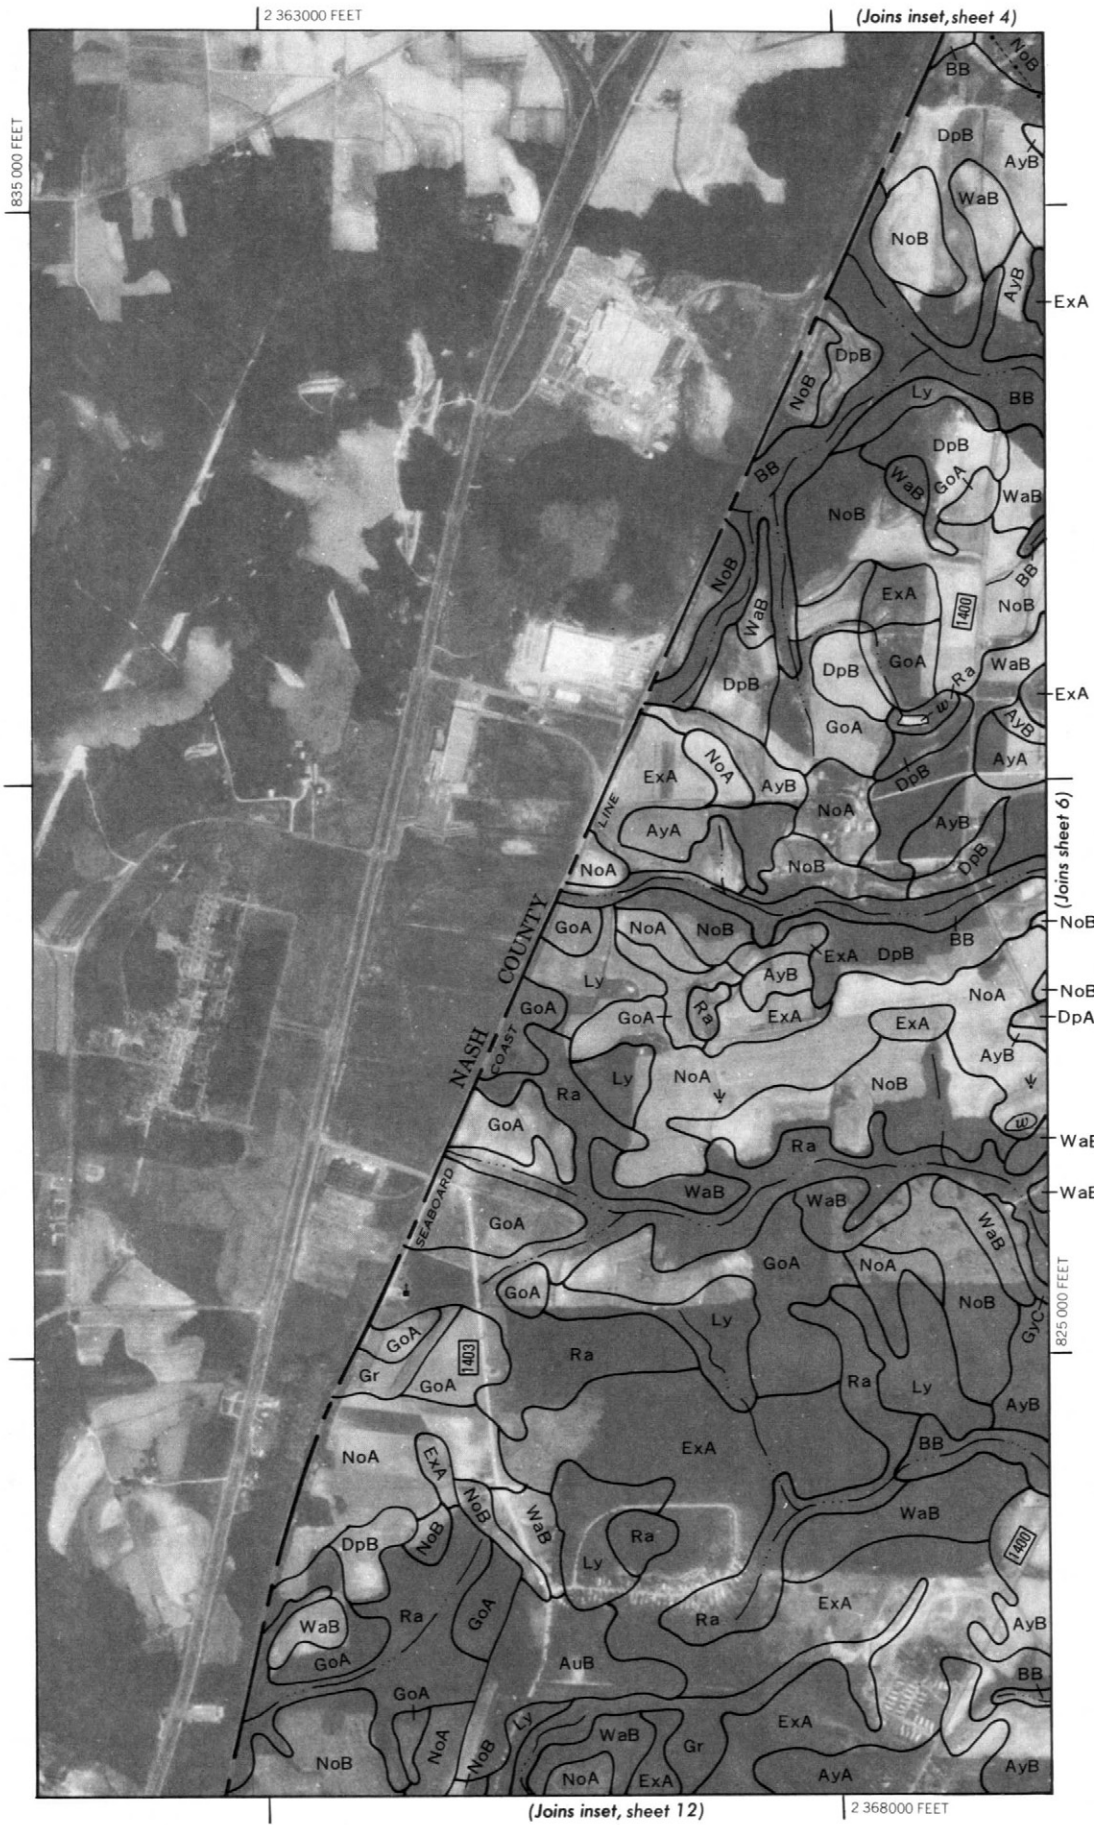 2 363000 FEET
(Joins inset, sheet 4)
NoB
BB
835 000 FEET
DpB
AyB
WaB
NoB
AyB
ExA
DpB
NoB
Ly
BB
DpB
BB
WaB
GoA
WaB
NoB
NoB
BB
ExA
1400
NoB
WaB
DpB
GoA
Ra
WaB
DpB
w
ExA
GoA
AyB
NoA
ExA
AyB
DpB
AyA
LINE
NoA
AyA
AyB
DpB
NoB
NoA
(Joins sheet 6)
COUNTY
GoA
NoA
NoB
BB
NoB
ExA
DpB
Ly
AyB
NoA
NoB
GoA
GoA
Ra
ExA
ExA
DpA
COAST
AyB
NASH
Ly
NoA
NoB
Ra
GoA
w
Ra
WaB
SEABOARD
WaB
WaB
WaB
GoA
WaB
GoA
NoA
GoA
NoB
825 000 FEET
Ly
GyC
GoA
1403
Ra
Gr
GoA
Ra
Ly
AyB
BB
NoA
ExA
ExA
NoB
WaB
WaB
DpB
NoB
Ra
1400
Ly
Ra
GoA
Ra
ExA
WaB
AyB
GoA
AuB
BB
GoA
Ly
NoB
NoA
NoB
WaB
Gr
ExA
NoA
ExA
AyA
AyB
(Joins inset, sheet 12)
2 368000 FEET